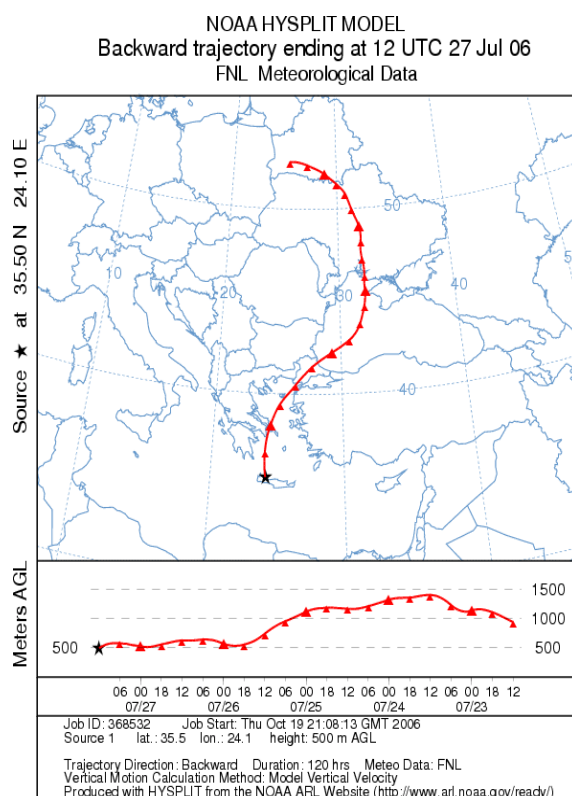 NOAA HYSPLIT MODEL
Backward trajectory ending at 12 UTC 27 Jul 06
FNL Meteorological Data
Source ★ at 35.50 N 24.10 E
10
20
30
40
50
40
5
Meters AGL
500
1500
1000
500
06 00 18 12 06 00 18 12 06 00 18 12 06 00 18 12 06 00 18 12
07/27 07/26 07/25 07/24 07/23
Job ID: 368532 Job Start: Thu Oct 19 21:08:13 GMT 2006
Source 1 lat.: 35.5 lon.: 24.1 height: 500 m AGL
Trajectory Direction: Backward Duration: 120 hrs Meteo Data: FNL
Vertical Motion Calculation Method: Model Vertical Velocity
Produced with HYSPLIT from the NOAA ARL Website (http://www.arl.noaa.gov/ready/)